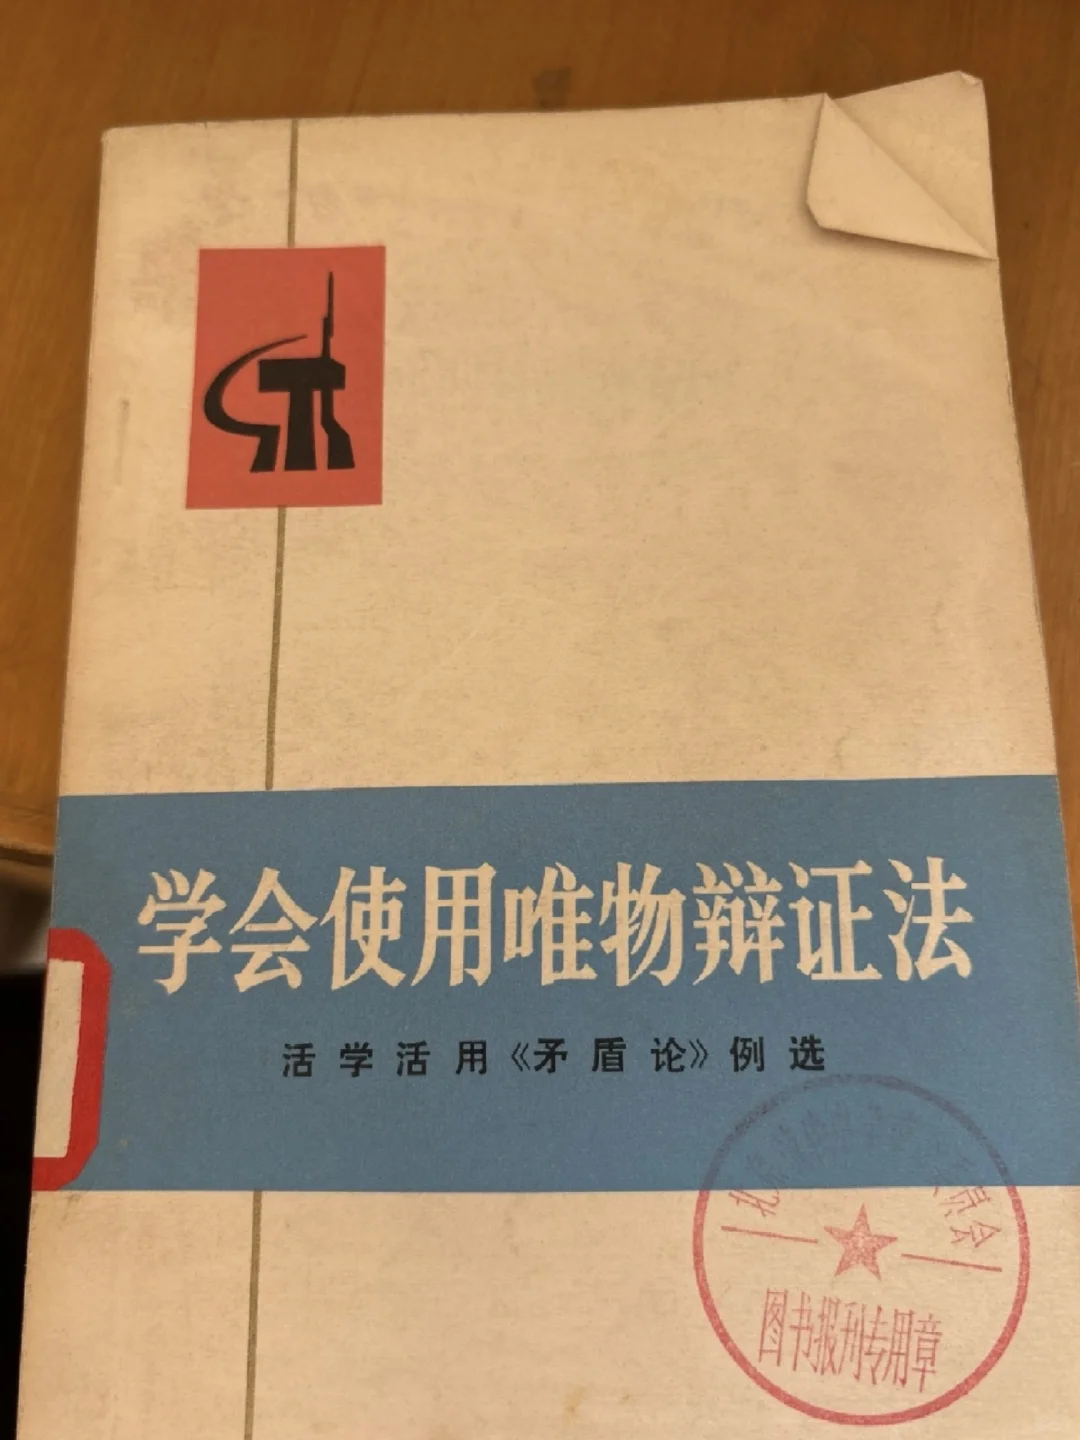 学会使用唯物辩证法
活学活用《矛盾论》例选
图书报刊专用章